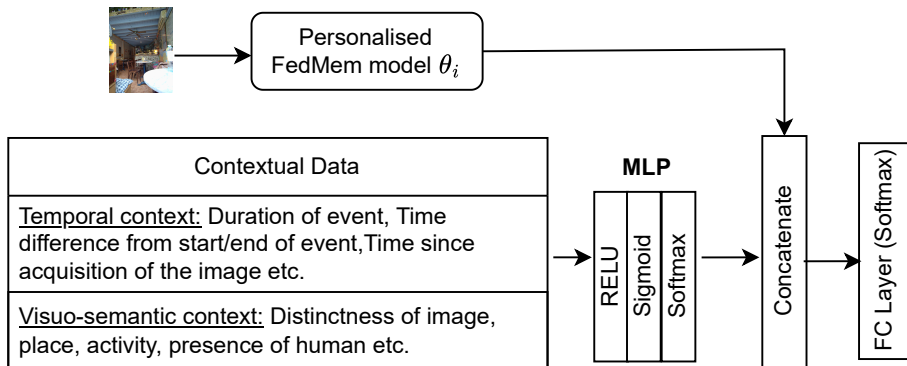 Personalised
FedMem model θi
Contextual Data
Temporal context: Duration of event, Time
difference from start/end of event,Time since
acquisition of the image etc.
Visuo-semantic context: Distinctness of image,
place, activity, presence of human etc.
MLP
RELU
Sigmoid
Softmax
Concatenate
FC Layer (Softmax)